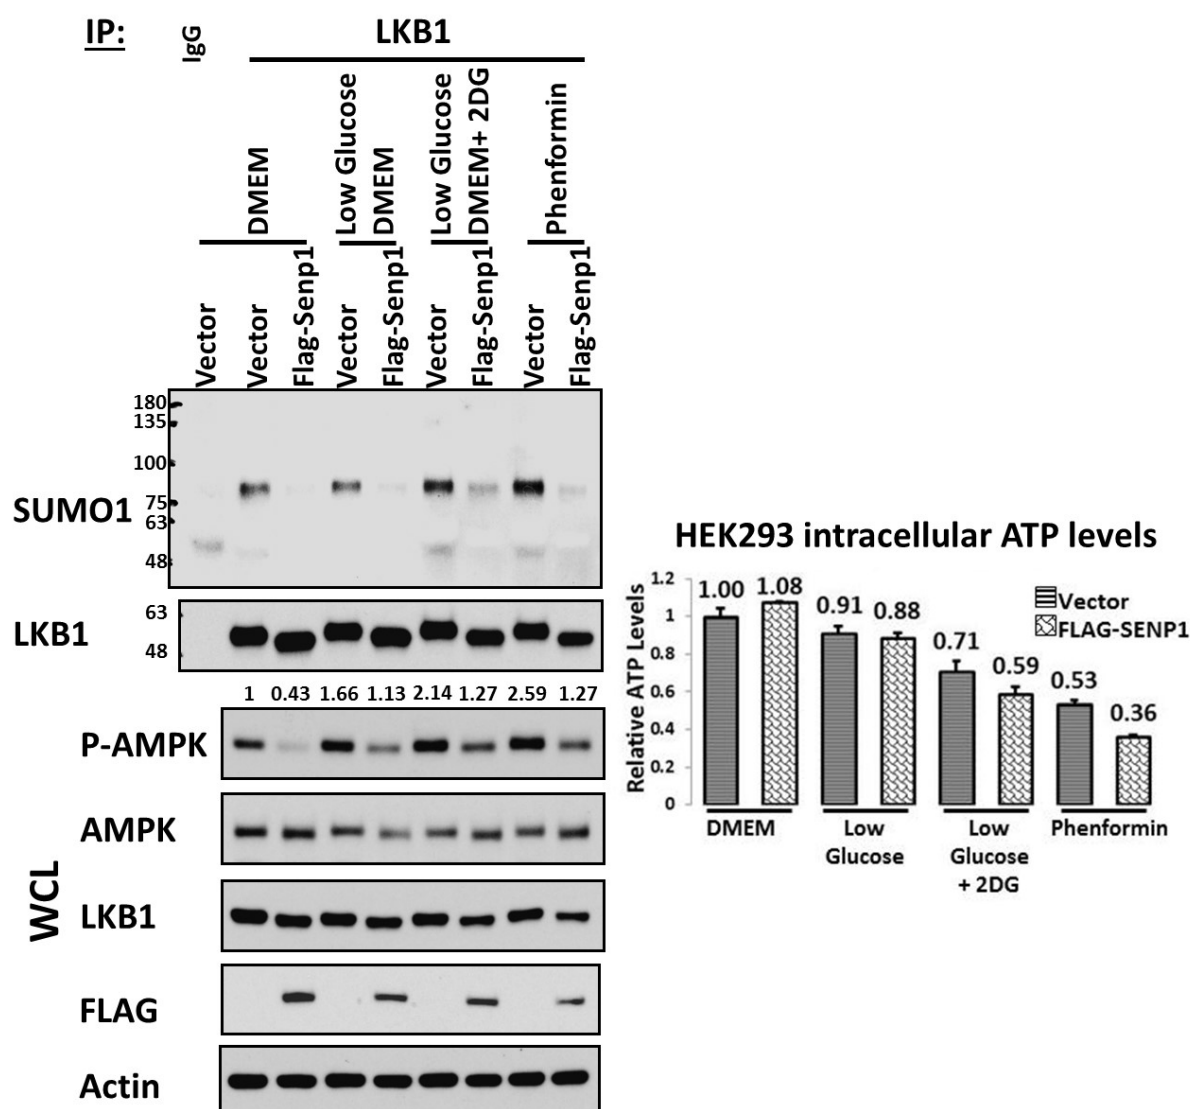 IP:
IgG
LKB1
DMEM
Low Glucose
DMEM
Low Glucose
DMEM+ 2DG
Phenformin
Vector
Vector
Flag-Senp1
Vector
Flag-Senp1
Vector
Flag-Senp1
Vector
Flag-Senp1
180
135
100
75
63
48
SUMO1
63
48
LKB1
1 0.43 1.66 1.13 2.14 1.27 2.59 1.27
P-AMPK
AMPK
LKB1
FLAG
Actin
WCL
HEK293 intracellular ATP levels
Relative ATP Levels
1.2
1
0.8
0.6
0.4
0.2
0
1.00 1.08
0.91 0.88
0.71 0.59
0.53 0.36
Vector
FLAG-SENP1
DMEM
Low
Glucose
Low
Glucose
+ 2DG
Phenformin